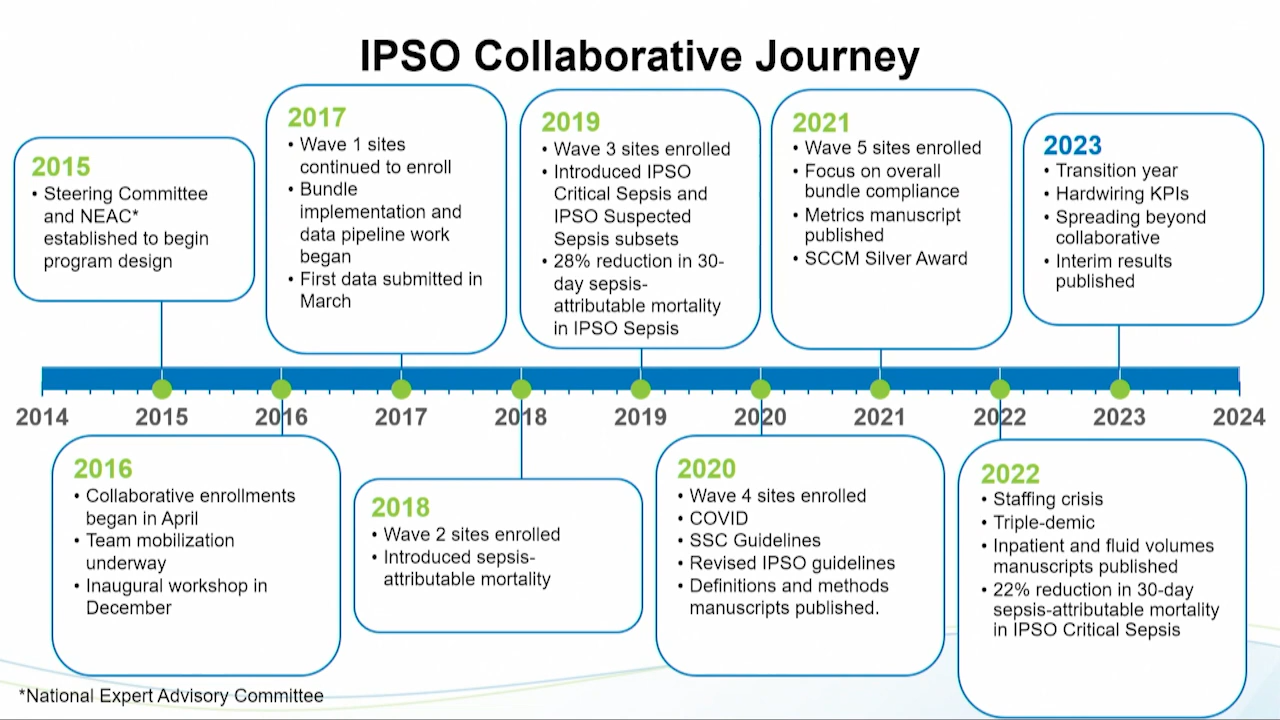 IPSO Collaborative Journey
2015
• Steering Committee
and NEAC*
established to begin
program design
2017
• Wave 1 sites
continued to enroll
• Bundle
implementation and
data pipeline work
began
• First data submitted in
March
2019
• Wave 3 sites enrolled
• Introduced IPSO
Critical Sepsis and
IPSO Suspected
Sepsis subsets
• 28% reduction in 30-
day sepsis-
attributable mortality
in IPSO Sepsis
2021
• Wave 5 sites enrolled
• Focus on overall
bundle compliance
• Metrics manuscript
published
• SCCM Silver Award
2023
• Transition year
• Hardwiring KPIs
• Spreading beyond
collaborative
• Interim results
published
2014 2015 2016 2017 2018 2019 2020 2021 2022 2023 2024
2016
• Collaborative enrollments
began in April
• Team mobilization
underway
• Inaugural workshop in
December
2018
• Wave 2 sites enrolled
• Introduced sepsis-
attributable mortality
2020
• Wave 4 sites enrolled
• COVID
• SSC Guidelines
• Revised IPSO guidelines
• Definitions and methods
manuscripts published.
2022
• Staffing crisis
• Triple-demic
• Inpatient and fluid volumes
manuscripts published
• 22% reduction in 30-day
sepsis-attributable mortality
in IPSO Critical Sepsis
*National Expert Advisory Committee